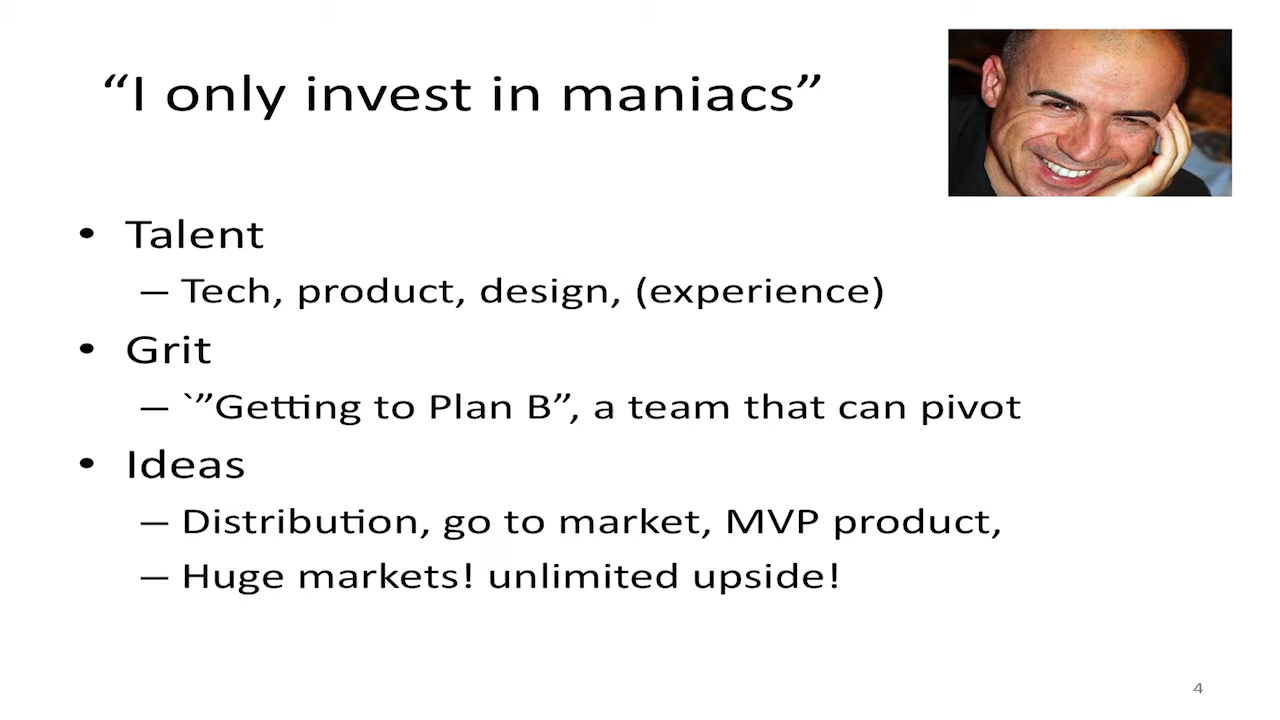 “I only invest in maniacs”
• Talent
– Tech, product, design, (experience)
• Grit
– `”Getting to Plan B”, a team that can pivot
• Ideas
– Distribution, go to market, MVP product,
– Huge markets! unlimited upside!
4